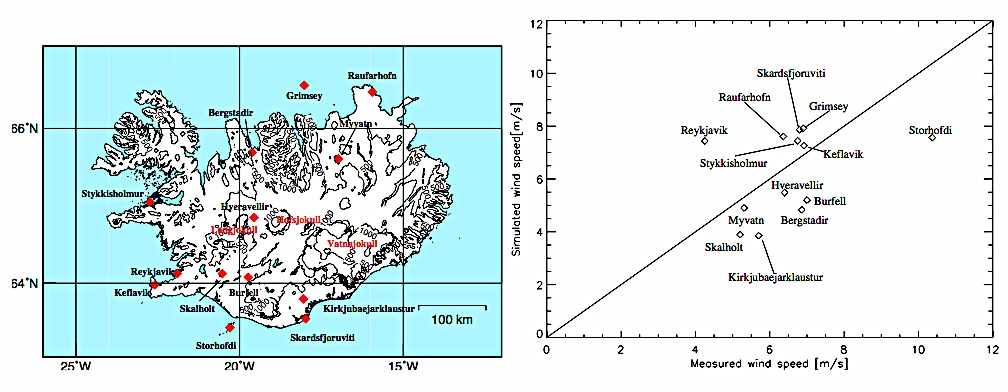 Raufarhofn
Grimsey
Bergstadir
Myvatn
66°N
Stykkisholmur
Hyeravellir
Hofsjokull
Langjokull
Vatnajokull
Reykjavik
Keflavik
64°N
Skalholt
Burfell
Kirkjubaejarklaustur
100 km
Skardsfjoruviti
Storhofdi
25°W
20°W
15°W
12
10
8
6
4
2
0
Simulated wind speed[m/s]
Skardsfjoruviti
Raufarhofn
Grimsey
Reykjavik
Storhofdi
Stykkisholmur
Keflavik
Hyeravellir
Burfell
Myvatn
Bergstadir
Skalholt
Kirkjubaejarklaustur
0
2
4
6
8
10
12
Measured wind speed [m/s]